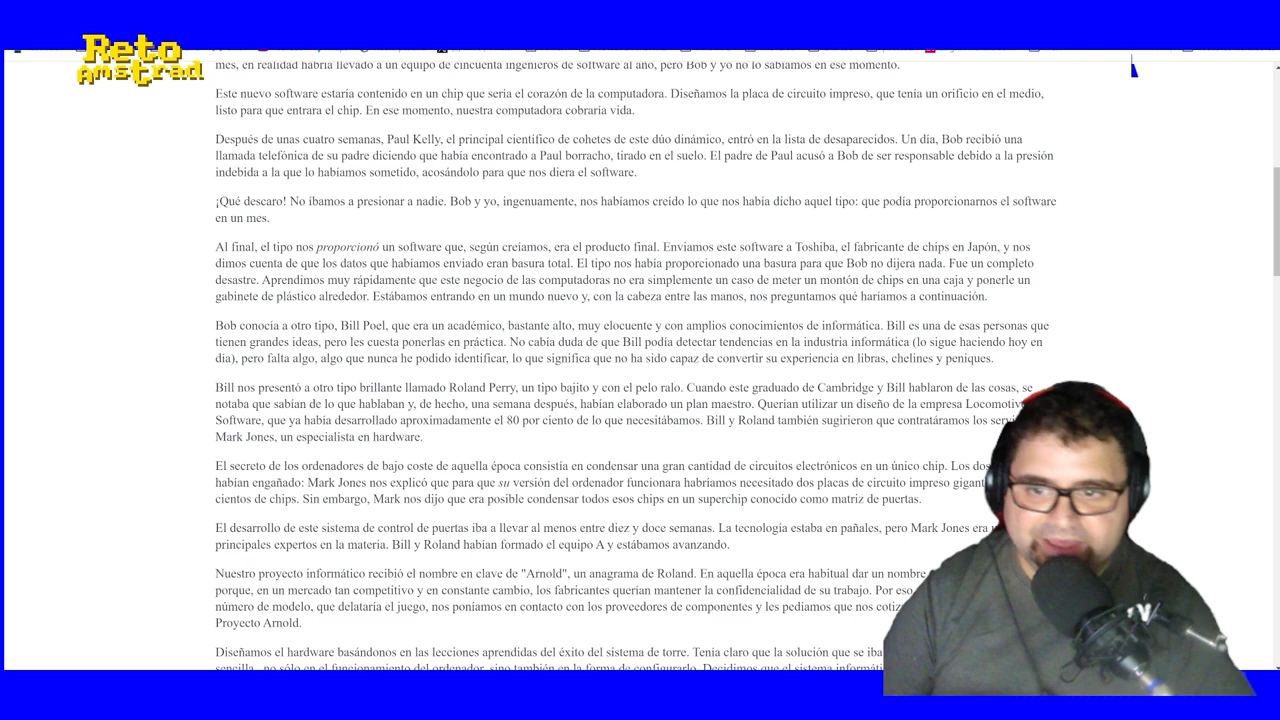 Reto
Amstrad
mes, en realidad habría llevado a un equipo de cincuenta ingenieros de software al año, pero Bob y yo no lo sabíamos en ese momento.
Este nuevo software estaría contenido en un chip que sería el corazón de la computadora. Diseñamos la placa de circuito impreso, que tenía un orificio en el medio,
listo para que entrara el chip. En ese momento, nuestra computadora cobraría vida.
Después de unas cuatro semanas, Paul Kelly, el principal científico de cohetes de este dúo dinámico, entró en la lista de desaparecidos. Un día, Bob recibió una
llamada telefónica de su padre diciendo que había encontrado a Paul borracho, tirado en el suelo. El padre de Paul acusó a Bob de ser responsable debido a la presión
indebida a la que lo habíamos sometido, acosándolo para que nos diera el software.
¡Qué descaro! No íbamos a presionar a nadie. Bob y yo, ingenuamente, nos habíamos creído lo que nos había dicho aquel tipo: que podía proporcionarnos el software
en un mes.
Al final, el tipo nos proporcionó un software que, según creíamos, era el producto final. Enviamos este software a Toshiba, el fabricante de chips en Japón, y nos
dimos cuenta de que los datos que habíamos enviado eran basura total. El tipo nos había proporcionado una basura para que Bob no dijera nada. Fue un completo
desastre. Aprendimos muy rápidamente que este negocio de las computadoras no era simplemente un caso de meter un montón de chips en una caja y ponerle un
gabinete de plástico alrededor. Estábamos entrando en un mundo nuevo y, con la cabeza entre las manos, nos preguntamos qué haríamos a continuación.
Bob conocía a otro tipo, Bill Poel, que era un académico, bastante alto, muy elocuente y con amplios conocimientos de informática. Bill es una de esas personas que
tienen grandes ideas, pero les cuesta ponerlas en práctica. No cabía duda de que Bill podía detectar tendencias en la industria informática (lo sigue haciendo hoy en
día), pero falta algo, algo que nunca he podido identificar, lo que significa que no ha sido capaz de convertir su experiencia en libras, chelines y peniques.
Bill nos presentó a otro tipo brillante llamado Roland Perry, un tipo bajito y con el pelo ralo. Cuando este graduado de Cambridge y Bill hablaron de las cosas, se
notaba que sabían de lo que hablaban y, de hecho, una semana después, habían elaborado un plan maestro. Querían utilizar un diseño de la empresa Locomotive
Software, que ya había desarrollado aproximadamente el 80 por ciento de lo que necesitábamos. Bill y Roland también sugirieron que contratáramos los
Mark Jones, un especialista en hardware.
El secreto de los ordenadores de bajo coste de aquella época consistía en condensar una gran cantidad de circuitos electrónicos en un único chip. Los dos
habían engañado: Mark Jones nos explicó que para que su versión del ordenador funcionara habríamos necesitado dos placas de circuito impreso
cientos de chips. Sin embargo, Mark nos dijo que era posible condensar todos esos chips en un superchip conocido como matriz de puertas.
El desarrollo de este sistema de control de puertas iba a llevar al menos entre diez y doce semanas. La tecnología estaba en pañales, pero Mark Jones era
principales expertos en la materia. Bill y Roland habían formado el equipo A y estábamos avanzando.
Nuestro proyecto informático recibió el nombre en clave de "Arnold", un anagrama de Roland. En aquella época era habitual dar un nombre
porque, en un mercado tan competitivo y en constante cambio, los fabricantes querían mantener la confidencialidad de su trabajo. Por eso
número de modelo, que delataría el juego, nos poníamos en contacto con los proveedores de componentes y les pedíamos que nos
Proyecto Arnold.
Diseñamos el hardware basándonos en las lecciones aprendidas del éxito del sistema de torre. Tenía claro que la solución que se iba
sencilla, no sólo en el funcionamiento del ordenador, sino también en la forma de configurarlo. Decidimos que el sistema